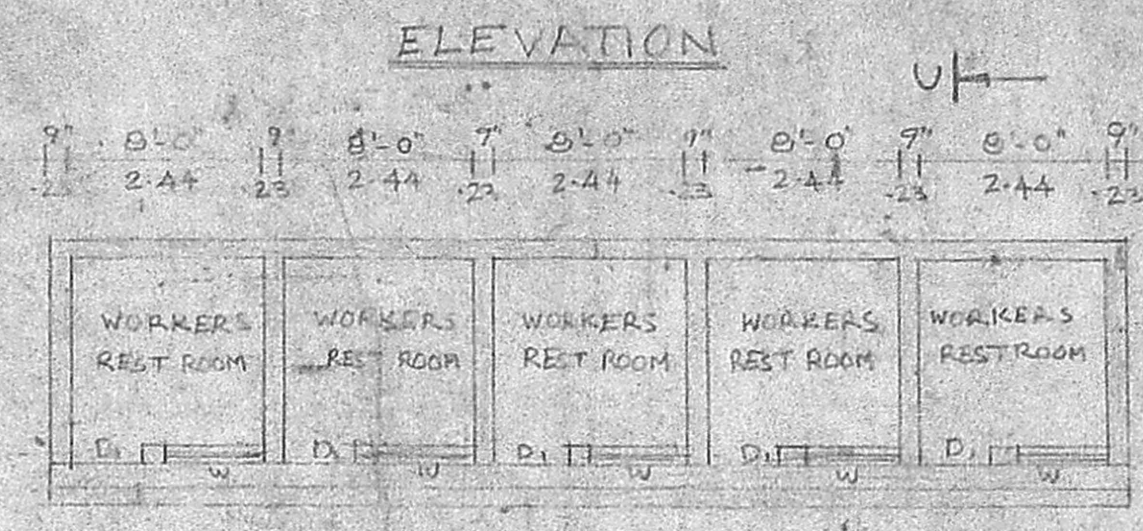 ELEVATION
U
9" 8'-0" 9" 8'-0" 9" 8'-0" 9" 8'-0" 9" 8'-0" 9"
.23 2.44 .23 2.44 .23 2.44 .23 2.44 .23 2.44 .23
WORKERS WORKERS WORKERS WORKERS WORKERS
REST ROOM REST ROOM REST ROOM REST ROOM REST ROOM
D1 D1 D1 D1 D1
W W W W W